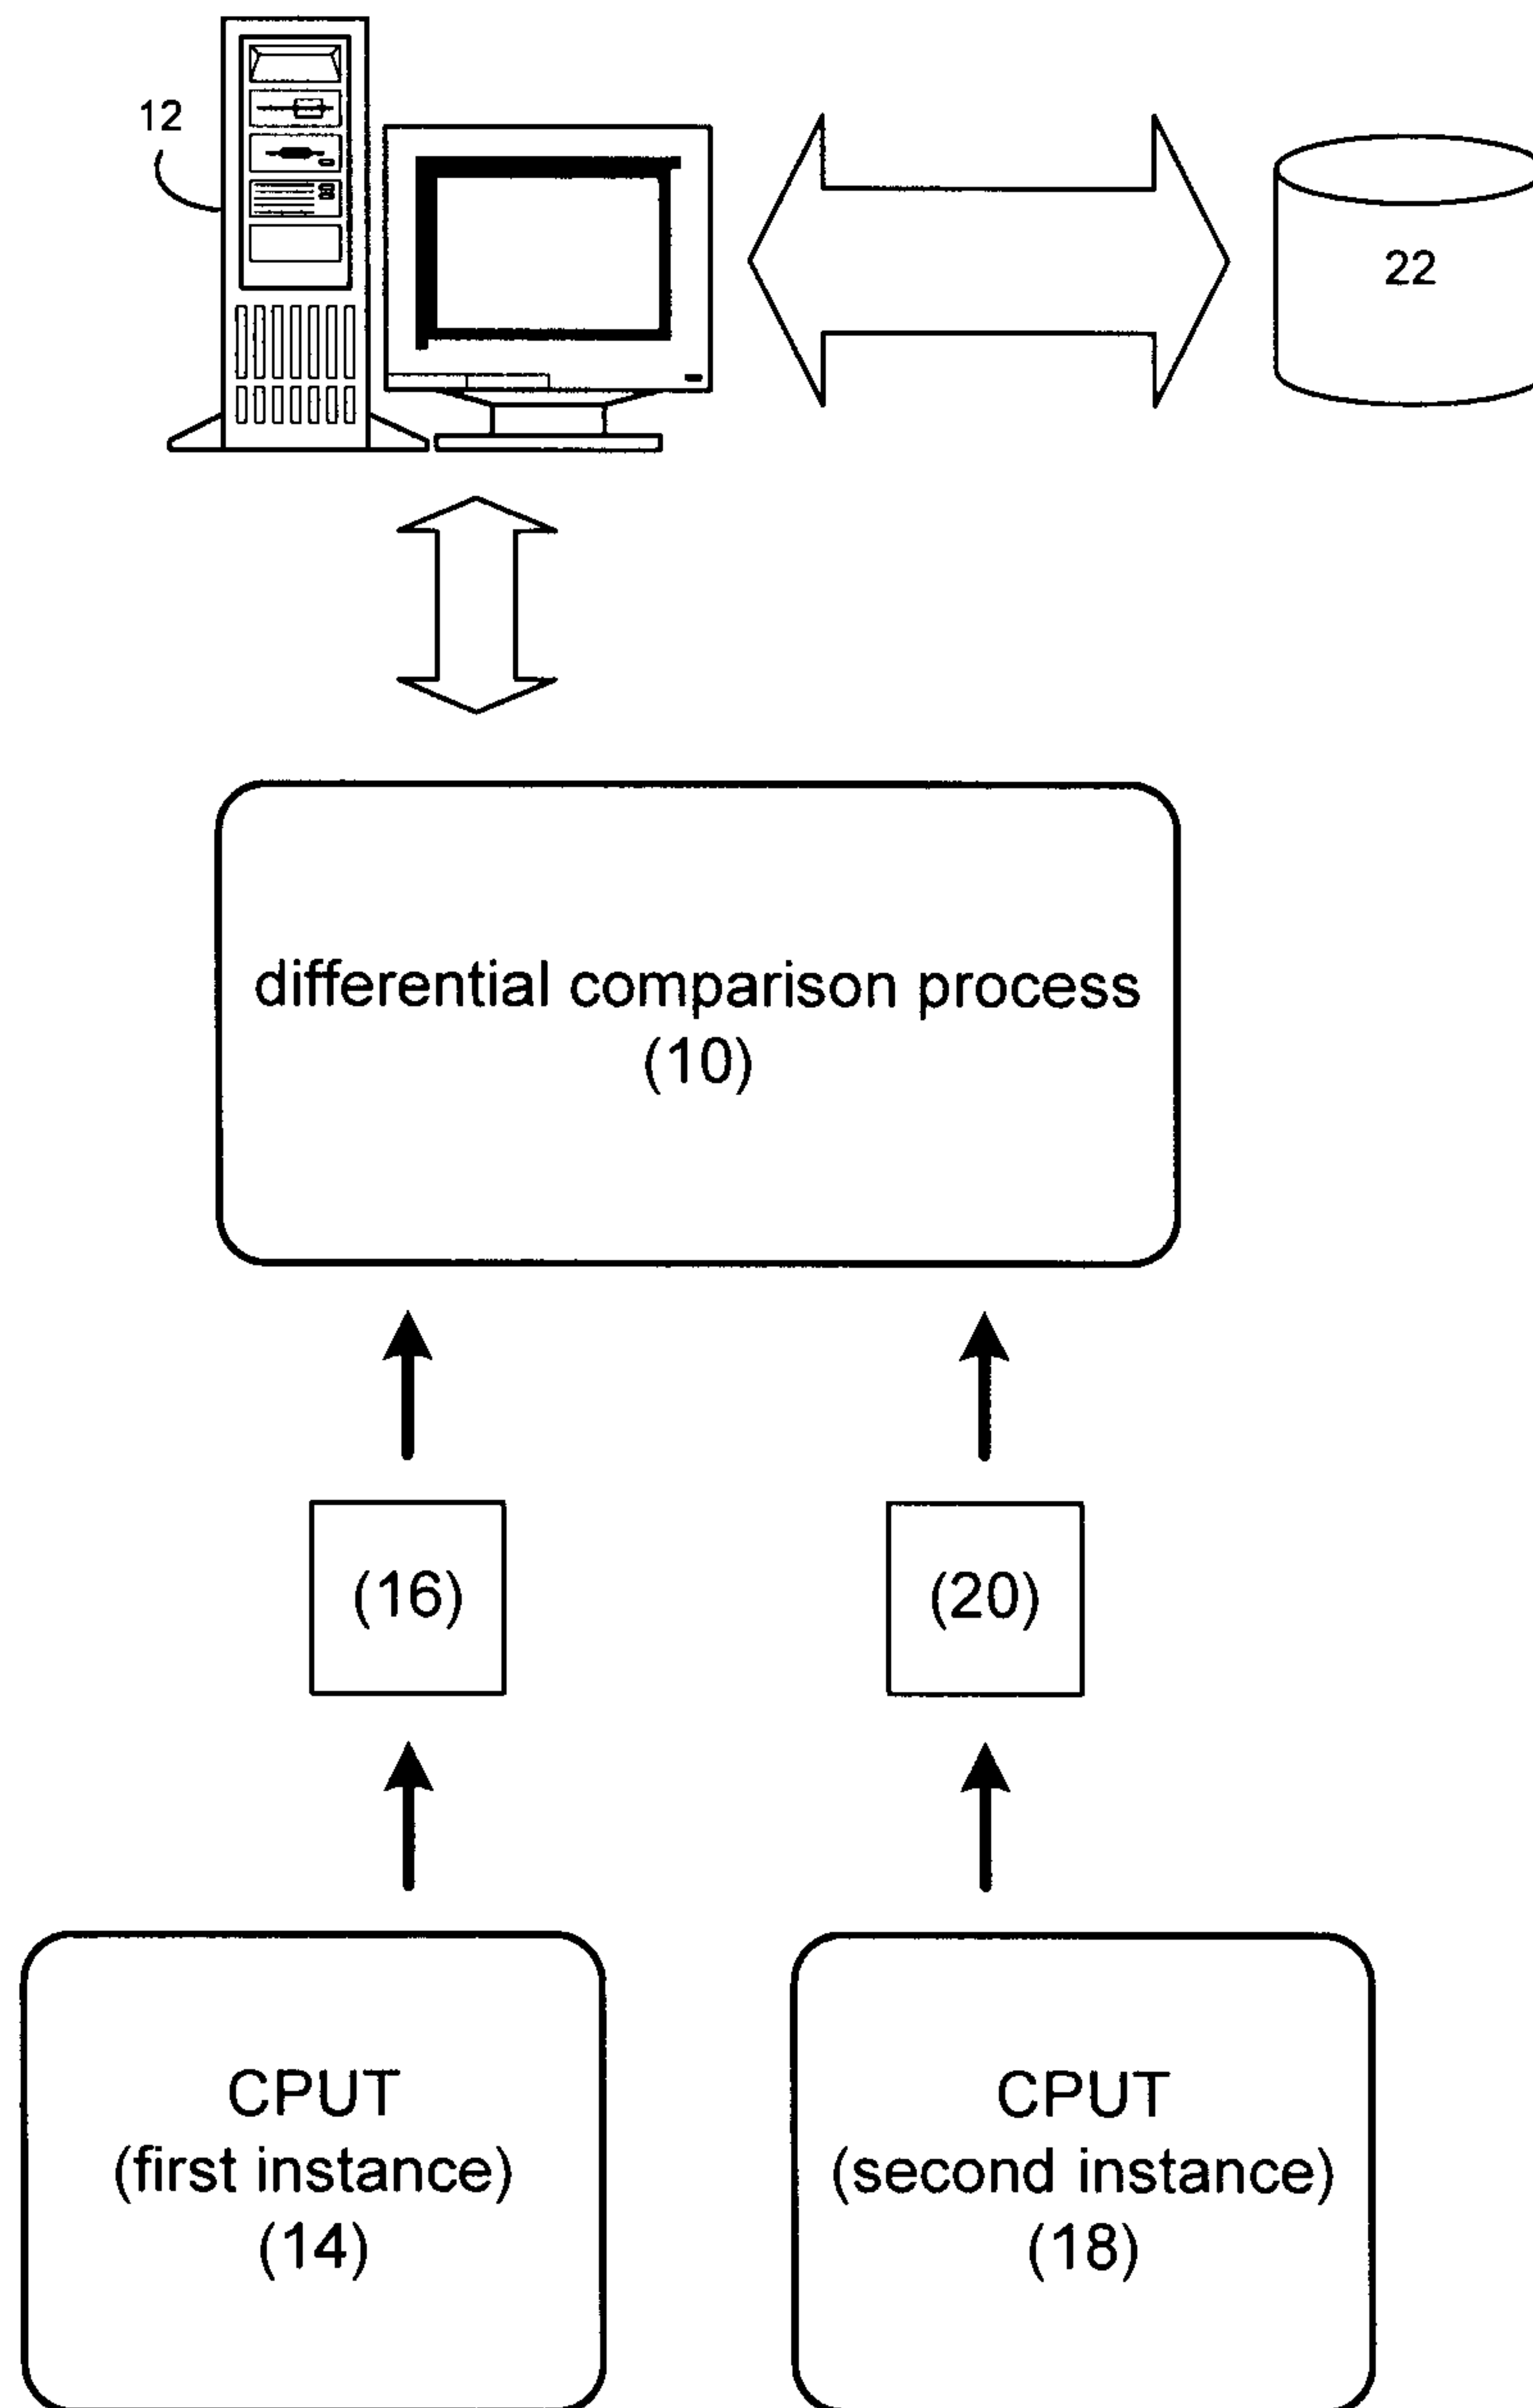 12
22
differential comparison process
(10)
(16)
(20)
CPUT
(first instance)
(14)
CPUT
(second instance)
(18)